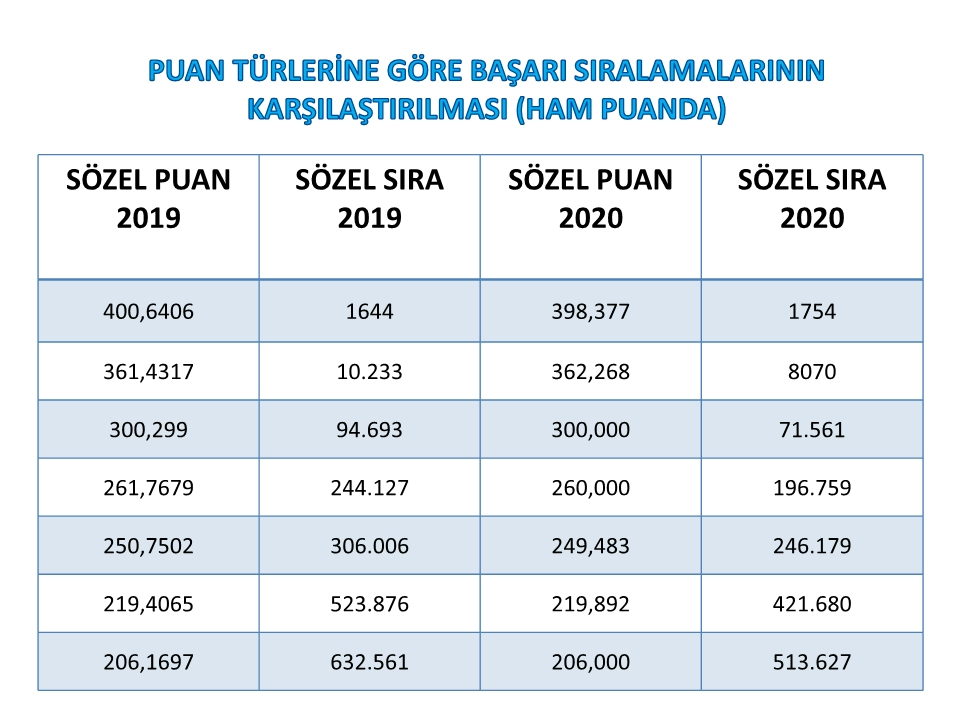 PUAN TÜRLERİNE GÖRE BAŞARI SIRALAMALARININ
KARŞILAŞTIRILMASI (HAM PUANDA)
SÖZEL PUAN 2019 SÖZEL SIRA 2019 SÖZEL PUAN 2020 SÖZEL SIRA 2020
400,6406 1644 398,377 1754
361,4317 10.233 362,268 8070
300,299 94.693 300,000 71.561
261,7679 244.127 260,000 196.759
250,7502 306.006 249,483 246.179
219,4065 523.876 219,892 421.680
206,1697 632.561 206,000 513.627